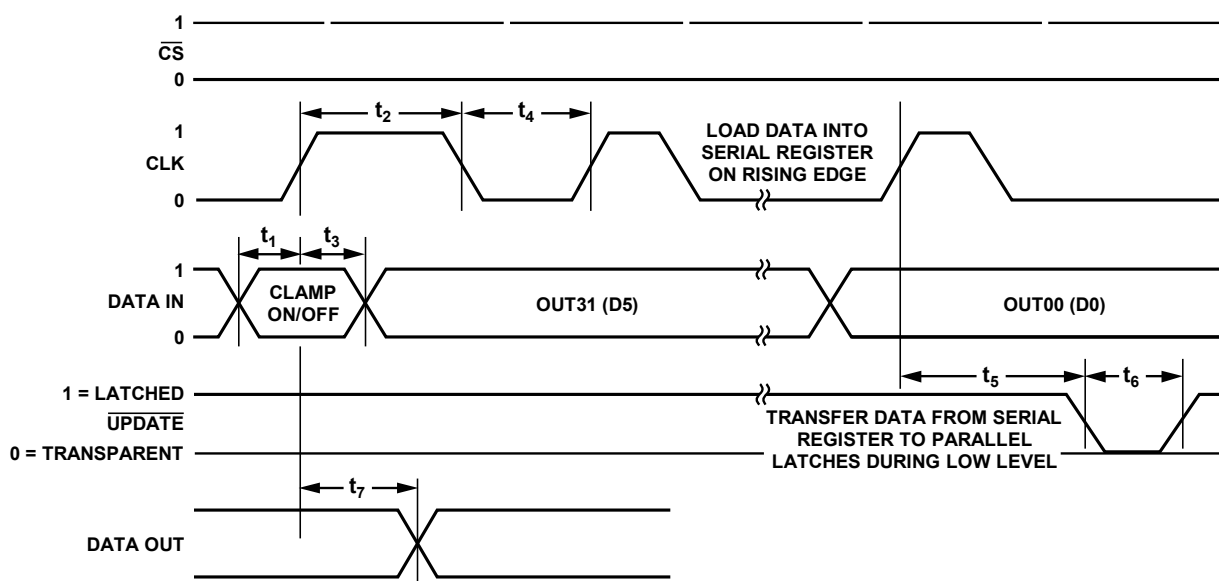 1
CS
0
t2
t4
1
CLK
0
LOAD DATA INTO
SERIAL REGISTER
ON RISING EDGE
t1
t3
1
DATA IN
0
CLAMP
ON/OFF
OUT31 (D5)
OUT00 (D0)
t5
t6
1 = LATCHED
UPDATE
0 = TRANSPARENT
TRANSFER DATA FROM SERIAL
REGISTER TO PARALLEL
LATCHES DURING LOW LEVEL
t7
DATA OUT